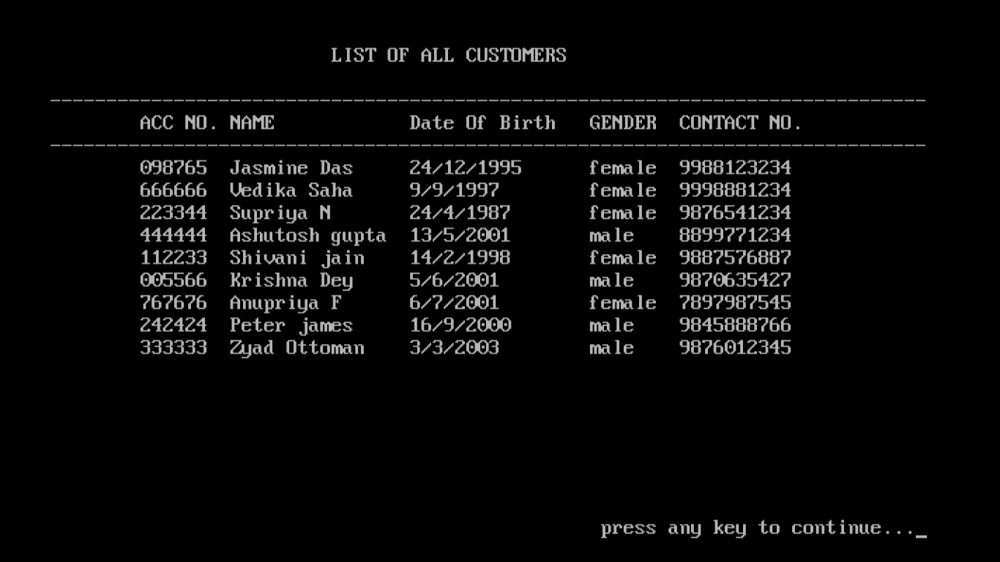 LIST OF ALL CUSTOMERS
--------------------------------------------------------------------------------
ACC NO. NAME Date Of Birth GENDER CONTACT NO.
--------------------------------------------------------------------------------
098765 Jasmine Das 24/12/1995 female 9988123234
666666 Vedika Saha 9/9/1997 female 9998881234
223344 Supriya N 24/4/1987 female 9876541234
444444 Ashutosh gupta 13/5/2001 male 8899771234
112233 Shivani jain 14/2/1998 female 9887576887
005566 Krishna Dey 5/6/2001 male 9870635427
767676 Anupriya F 6/7/2001 female 7897987545
242424 Peter james 16/9/2000 male 9845888766
333333 Zyad Ottoman 3/3/2003 male 9876012345
press any key to continue..._